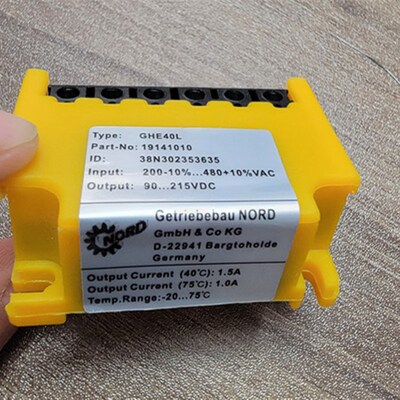 Type: GHE40L
Part-No: 19141010
ID: 38N302353635
Input: 200-10%...480+10%VAC
Output: 90...215VDC
NORD
Getriebebau NORD
GmbH & Co KG
D-22941 Bargtoholde
Germany
Output Current (40℃): 1.5A
Output Current (75℃): 1.0A
Temp.Range:-20...75℃